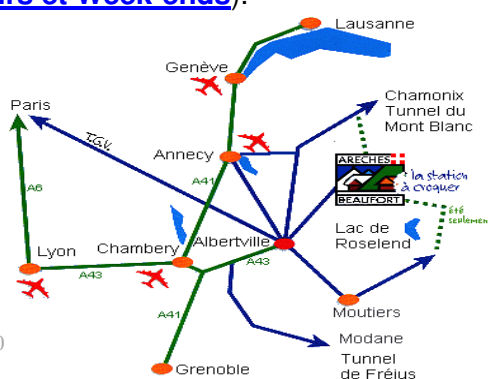 rs et Week-ends).
Lausanne
Genève
Paris
Chamonix
Tunnel du
Mont Blanc
T.G.V.
Annecy
ARECHES
la station
à croquer
BEAUFORT
A6
A41
été
seulement
Lac de
Roselend
Lyon
Chambery
Albertville
A43
A43
A41
Moutiers
Modane
Tunnel
de Fréjus
Grenoble
)